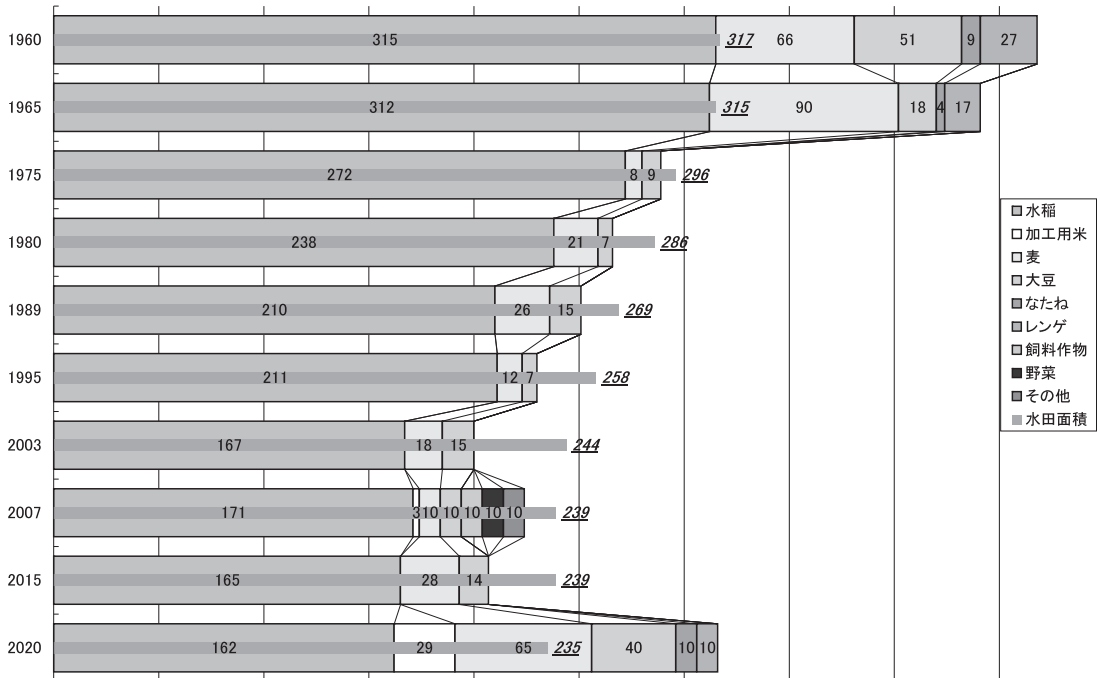 1960 315 317 66 51 9 27
1965 312 315 90 18 4 17
1975 272 8 9 296
1980 238 21 7 286
1989 210 26 15 269
1995 211 12 7 258
2003 167 18 15 244
2007 171 3 10 10 10 10 10 239
2015 165 28 14 239
2020 162 29 65 235 40 10 10
水稲
加工用米
麦
大豆
なたね
レンゲ
飼料作物
野菜
その他
水田面積